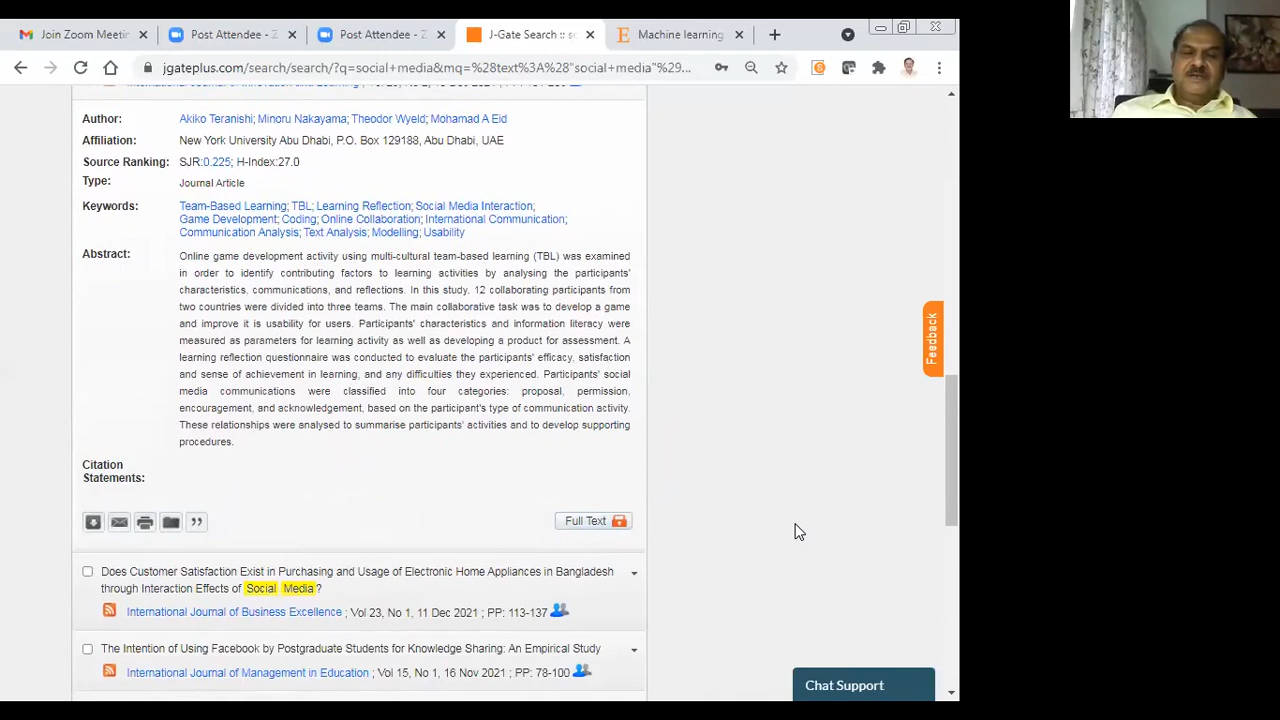 Join Zoom Meetin
Post Attendee - Z
Post Attendee - Z
J-Gate Search :: so
Machine learning
jgateplus.com/search/search/?q=social+media&mq=%28text%3A%28"social+media"%29...
Author:
Akiko Teranishi; Minoru Nakayama; Theodor Wyeld; Mohamad A Eid
Affiliation:
New York University Abu Dhabi, P.O. Box 129188, Abu Dhabi, UAE
Source Ranking:
SJR:0.225; H-Index:27.0
Type:
Journal Article
Keywords:
Team-Based Learning; TBL; Learning Reflection; Social Media Interaction;
Game Development; Coding; Online Collaboration; International Communication;
Communication Analysis; Text Analysis; Modelling; Usability
Abstract:
Online game development activity using multi-cultural team-based learning (TBL) was examined
in order to identify contributing factors to learning activities by analysing the participants'
characteristics, communications, and reflections. In this study, 12 collaborating participants from
two countries were divided into three teams. The main collaborative task was to develop a game
and improve it is usability for users. Participants' characteristics and information literacy were
measured as parameters for learning activity as well as developing a product for assessment. A
learning reflection questionnaire was conducted to evaluate the participants' efficacy, satisfaction
and sense of achievement in learning, and any difficulties they experienced. Participants' social
media communications were classified into four categories: proposal, permission,
encouragement, and acknowledgement, based on the participant's type of communication activity.
These relationships were analysed to summarise participants' activities and to develop supporting
procedures.
Citation
Statements:
Full Text
Does Customer Satisfaction Exist in Purchasing and Usage of Electronic Home Appliances in Bangladesh
through Interaction Effects of Social Media?
International Journal of Business Excellence ; Vol 23, No 1, 11 Dec 2021 ; PP: 113-137
The Intention of Using Facebook by Postgraduate Students for Knowledge Sharing: An Empirical Study
International Journal of Management in Education ; Vol 15, No 1, 16 Nov 2021 ; PP: 78-100
Feedback
Chat Support